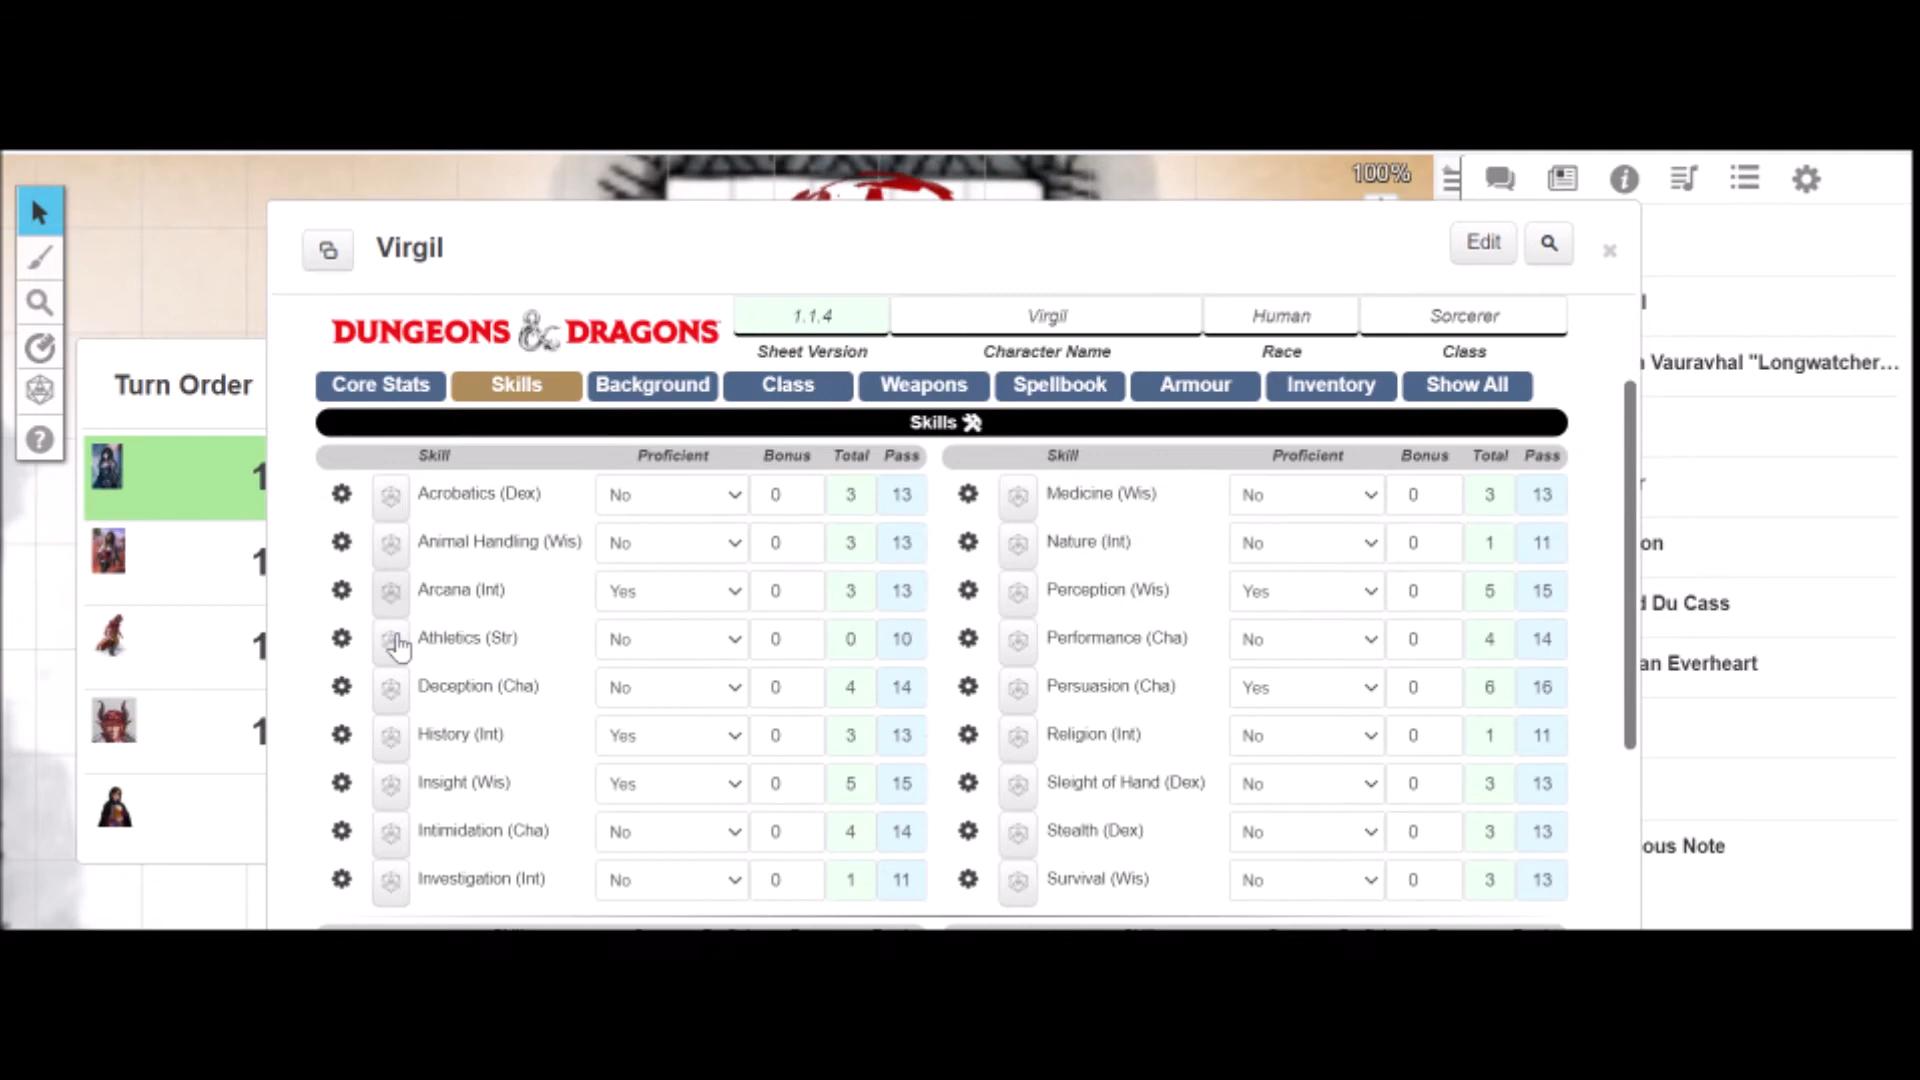 100%
Virgil
Edit
DUNGEONS & DRAGONS
1.1.4 Virgil Human Sorcerer
Sheet Version Character Name Race Class
Core Stats Skills Background Class Weapons Spellbook Armour Inventory Show All
Skills
Skill Proficient Bonus Total Pass Skill Proficient Bonus Total Pass
Acrobatics (Dex) No 0 3 13 Medicine (Wis) No 0 3 13
Animal Handling (Wis) No 0 3 13 Nature (Int) No 0 1 11
Arcana (Int) Yes 0 3 13 Perception (Wis) Yes 0 5 15
Athletics (Str) No 0 0 10 Performance (Cha) No 0 4 14
Deception (Cha) No 0 4 14 Persuasion (Cha) Yes 0 6 16
History (Int) Yes 0 3 13 Religion (Int) No 0 1 11
Insight (Wis) Yes 0 5 15 Sleight of Hand (Dex) No 0 3 13
Intimidation (Cha) No 0 4 14 Stealth (Dex) No 0 3 13
Investigation (Int) No 0 1 11 Survival (Wis) No 0 3 13
Turn Order
1
1
1
1
Vauravhal "Longwatcher...
on
Du Cass
an Everheart
ous Note